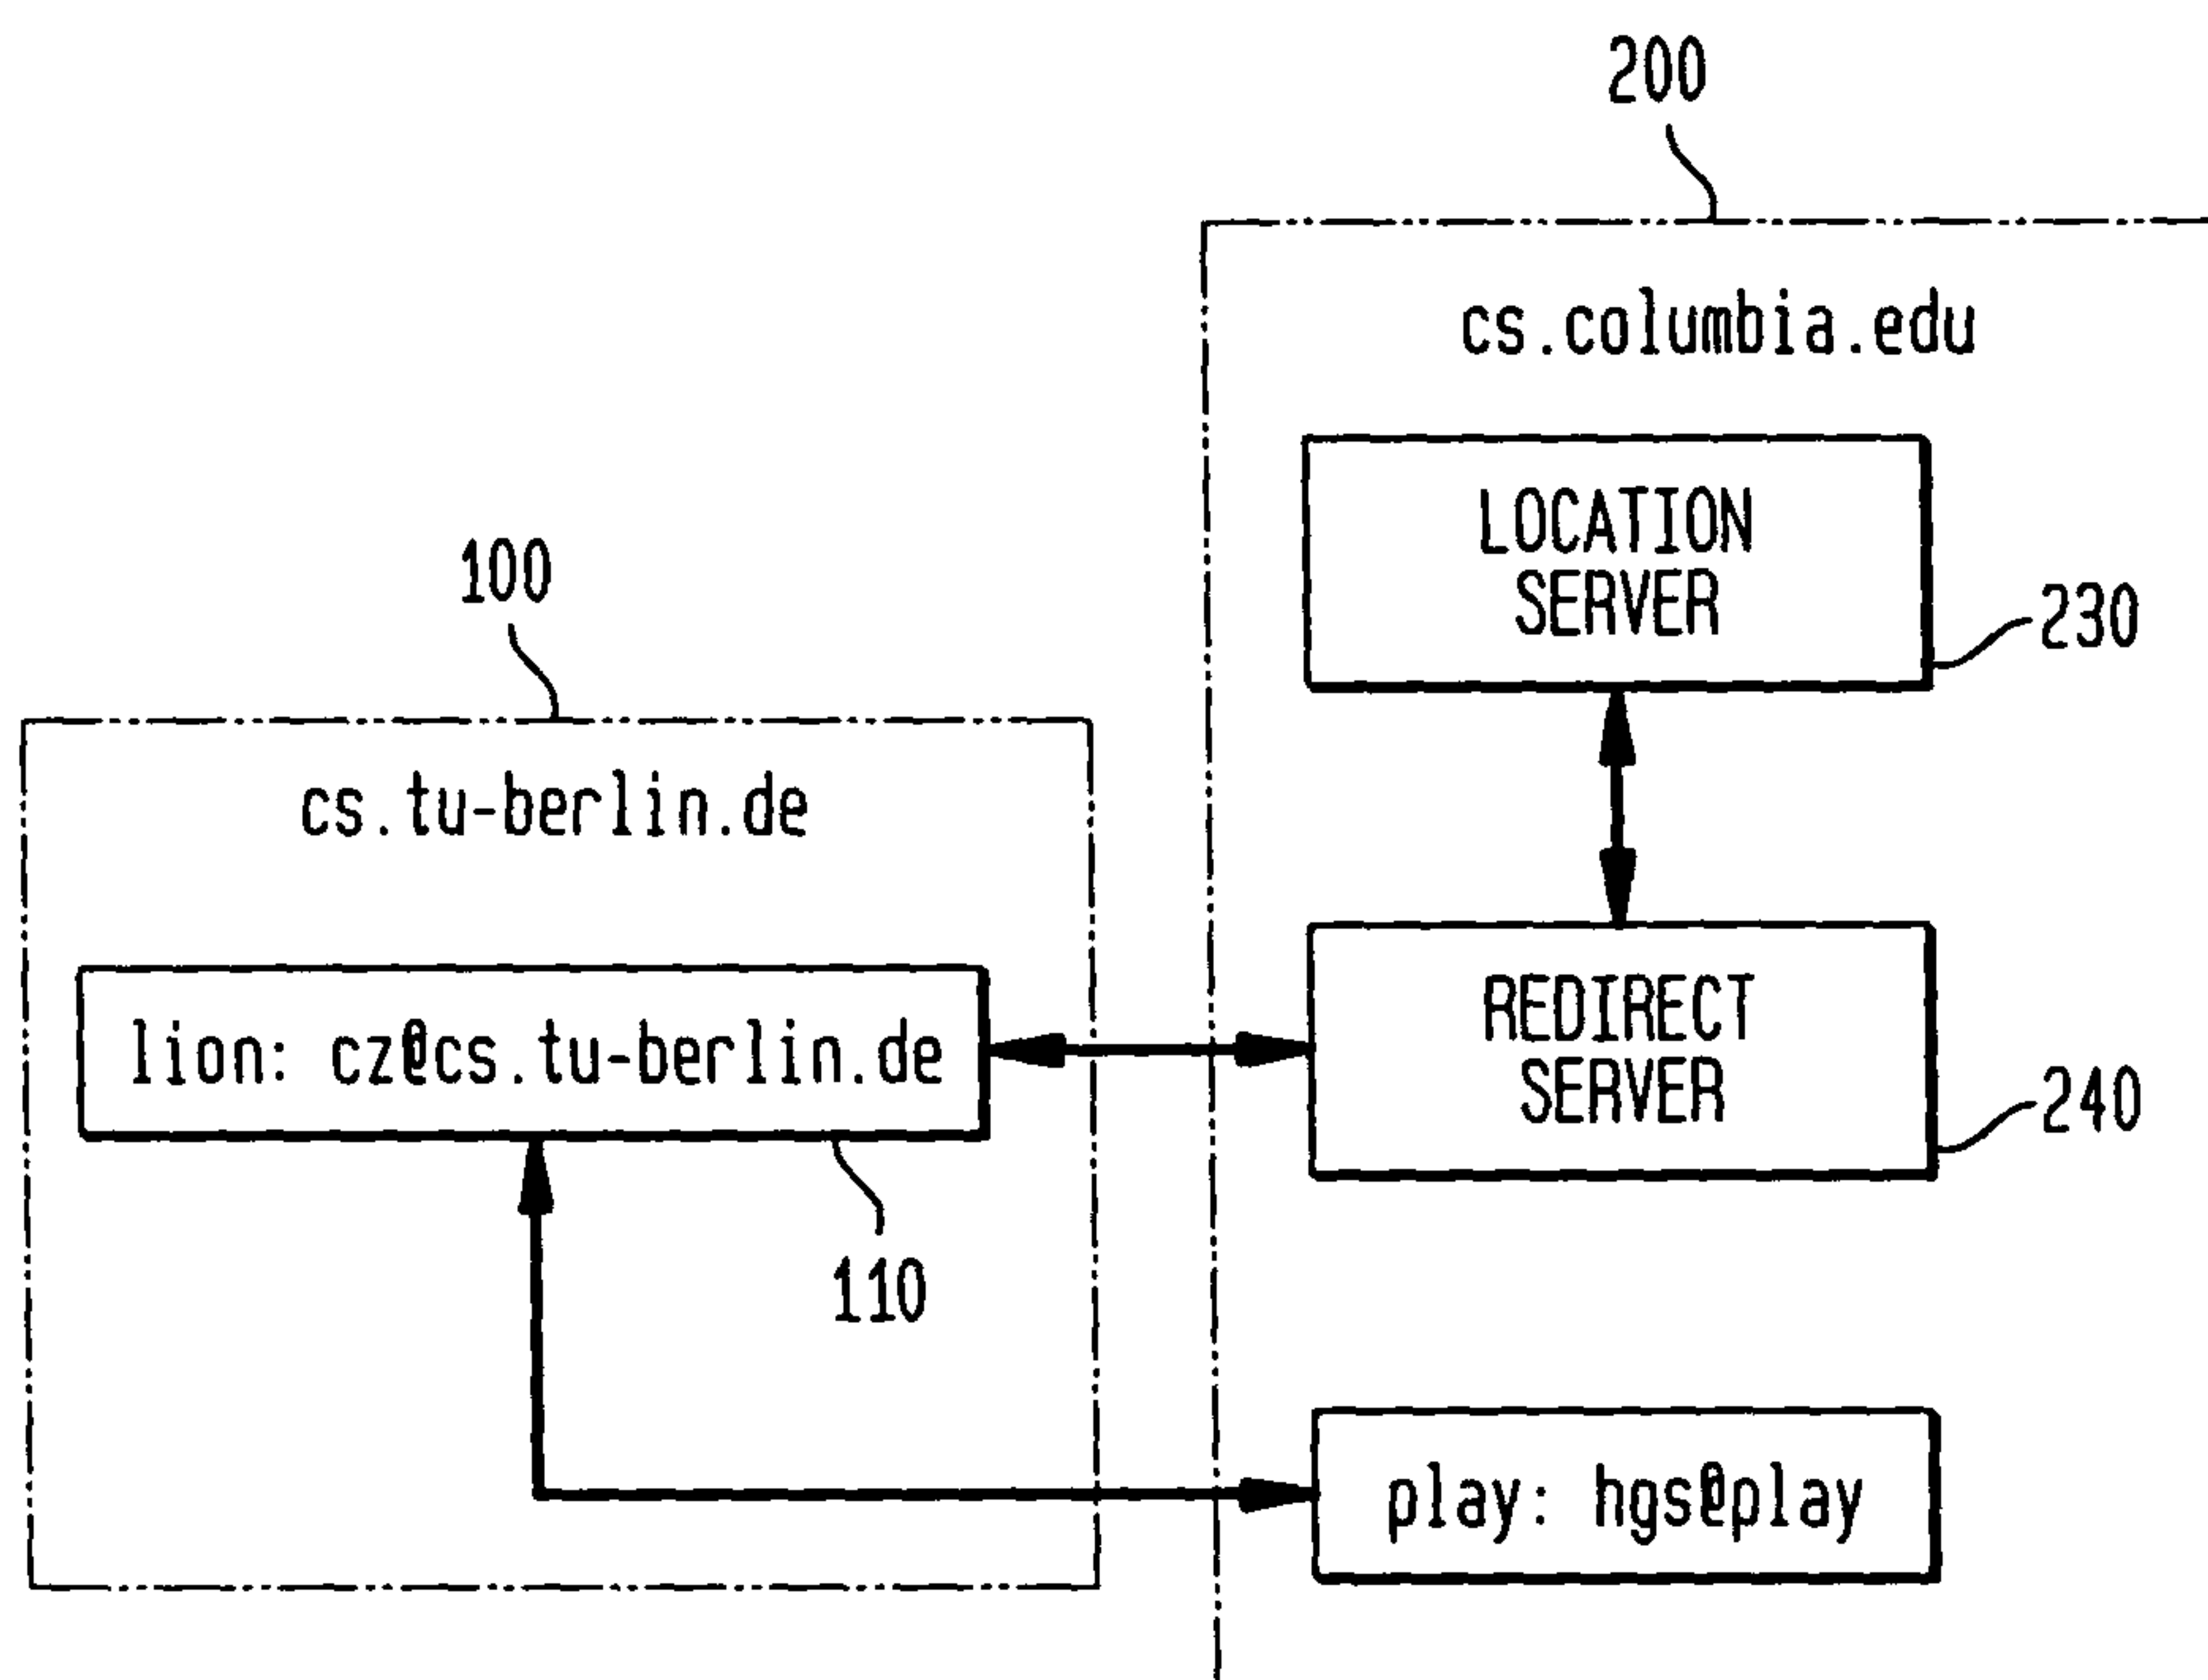 200
cs.columbia.edu
LOCATION
SERVER
230
100
cs.tu-berlin.de
lion: cz@cs.tu-berlin.de
110
REDIRECT
SERVER
240
play: hgs@play